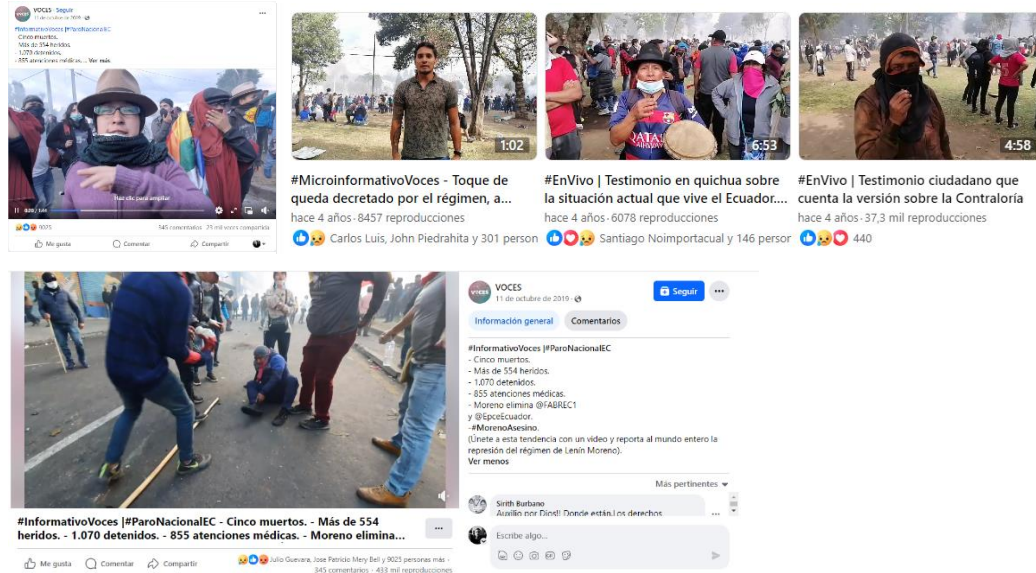 VOCES · Seguir
11 de octubre de 2019 ·
#InformativoVoces |#ParoNacionalEC
- Cinco muertos.
- Más de 554 heridos.
- 1.070 detenidos.
- 855 atenciones médicas... Ver más
Haz clic para ampliar
9025
345 comentarios
Me gusta
Comentar
Compartir
1:02
#MicroinformativoVoces - Toque de
queda decretado por el régimen, a...
hace 4 años · 8457 reproducciones
Carlos Luis, John Piedrahita y 301 person
QATAR
AIRWAYS
6:53
#EnVivo | Testimonio en quichua sobre
la situación actual que vive el Ecuador....
hace 4 años · 6078 reproducciones
Santiago Noimportacual y 146 persor
4:58
#EnVivo | Testimonio ciudadano que
cuenta la versión sobre la Contraloría
hace 4 años · 37,3 mil reproducciones
440
#InformativoVoces |#ParoNacionalEC - Cinco muertos. - Más de 554
heridos. - 1.070 detenidos. - 855 atenciones médicas. - Moreno elimina...
Me gusta
Comentar
Compartir
Julio Guevara, Jose Patricio Mery Bell y 9025 personas más ·
345 comentarios · 433 mil reproducciones
VOCES
VOCES
11 de octubre de 2019 ·
Seguir
Información general
Comentarios
#InformativoVoces |#ParoNacionalEC
- Cinco muertos.
- Más de 554 heridos.
- 1.070 detenidos.
- 855 atenciones médicas.
- Moreno elimina @FABREC1
y @EpceEcuador.
-#MorenoAsesino.
(Únete a esta tendencia con un video y reporta al mundo entero la
represión del régimen de Lenín Moreno).
Ver menos
Más pertinentes
Sirith Burbano
Auxilio por Dios!! Donde están.Los derechos
Escribe algo...